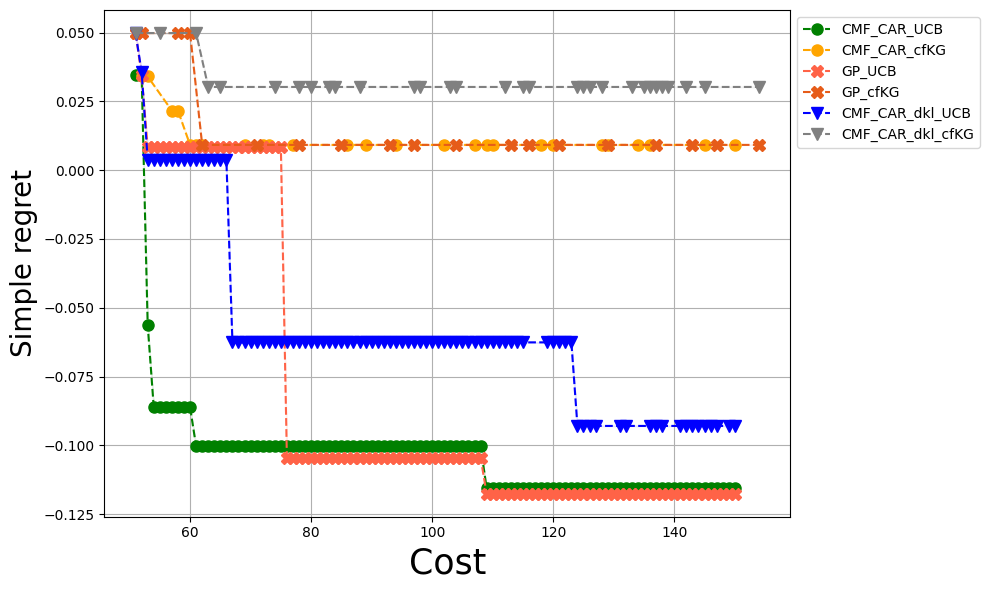 0.050
0.025
0.000
−0.025
−0.050
−0.075
−0.100
−0.125
Simple regret
60
80
100
120
140
Cost
CMF_CAR_UCB
CMF_CAR_cfKG
GP_UCB
GP_cfKG
CMF_CAR_dkl_UCB
CMF_CAR_dkl_cfKG